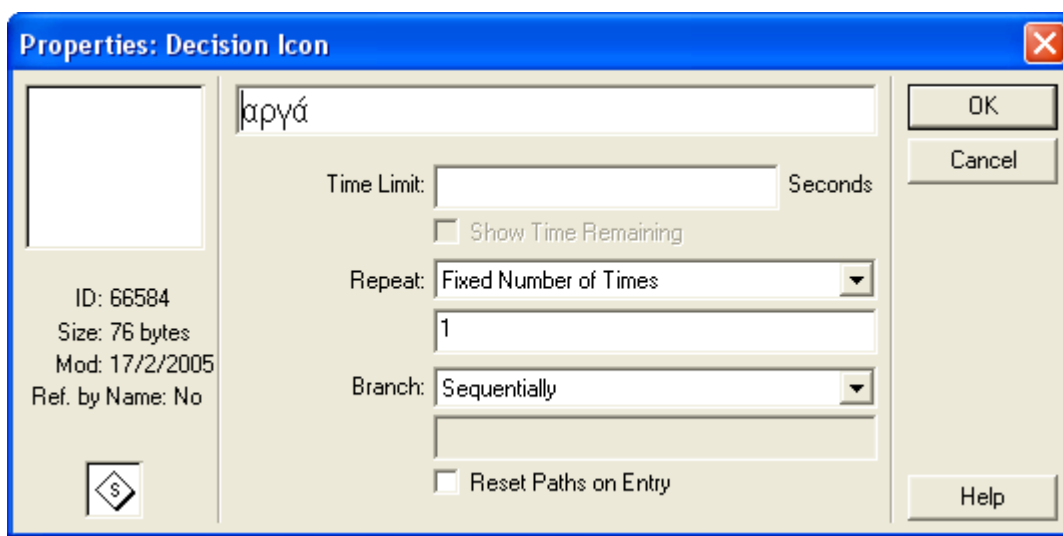 Properties: Decision Icon
αργά
OK
Cancel
Time Limit: Seconds
Show Time Remaining
Repeat: Fixed Number of Times
1
Branch: Sequentially
Reset Paths on Entry
ID: 66584
Size: 76 bytes
Mod: 17/2/2005
Ref. by Name: No
S
Help